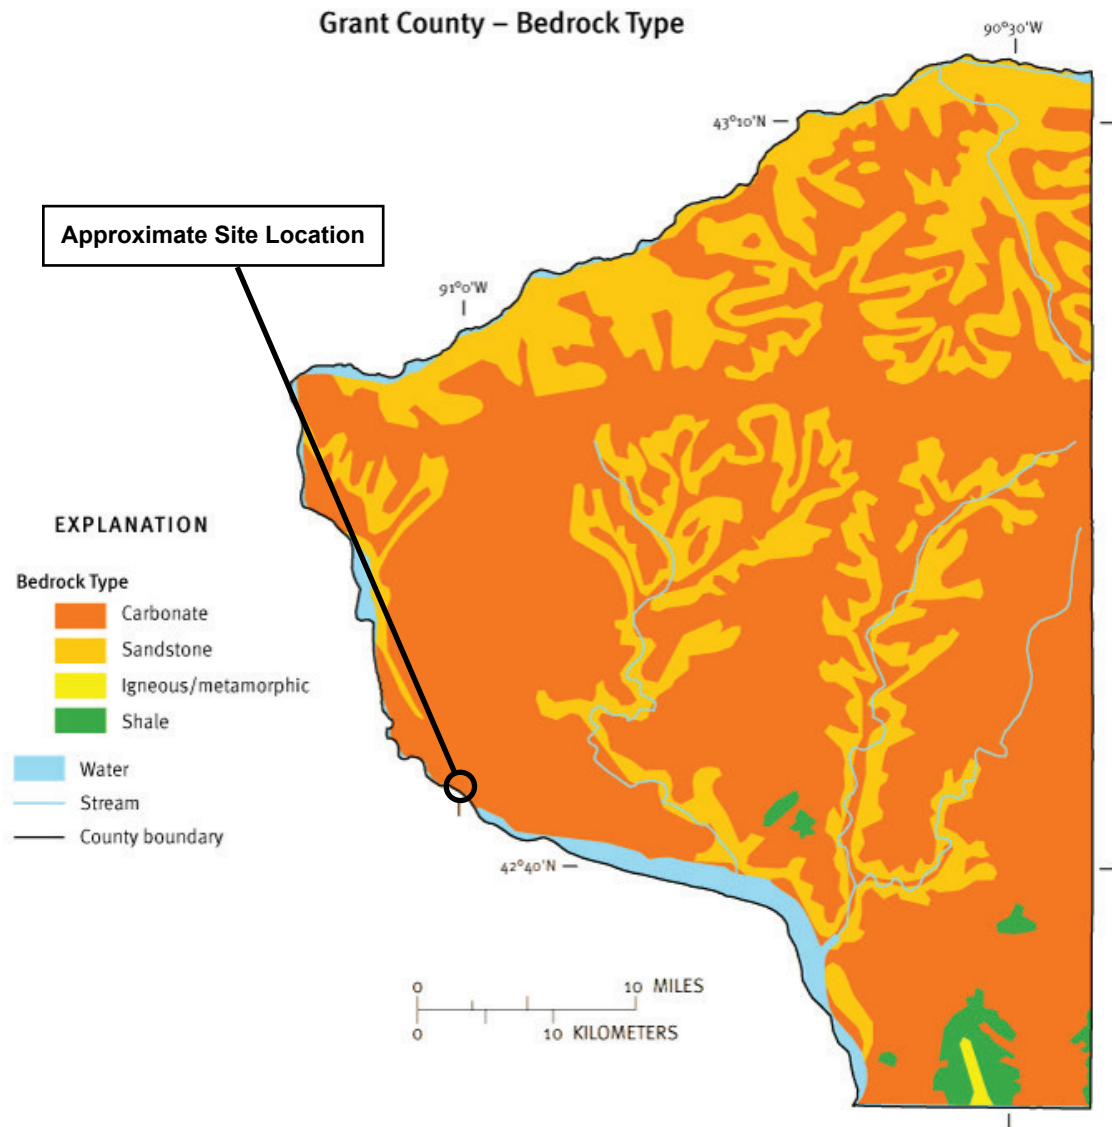 Grant County – Bedrock Type
90°30'W
43°10'N
Approximate Site Location
91°0'W
EXPLANATION
Bedrock Type
Carbonate
Sandstone
Igneous/metamorphic
Shale
Water
Stream
County boundary
42°40'N
0 10 MILES
0 10 KILOMETERS